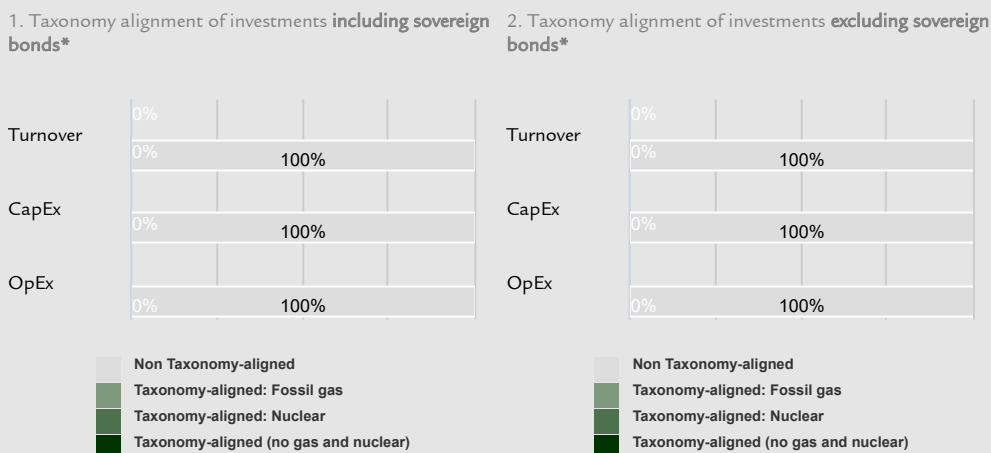 1. Taxonomy alignment of investments including sovereign
bonds*
0%
Turnover
0%
100%
CapEx
0%
100%
OpEx
0%
100%
Non Taxonomy-aligned
Taxonomy-aligned: Fossil gas
Taxonomy-aligned: Nuclear
Taxonomy-aligned (no gas and nuclear)
2. Taxonomy alignment of investments excluding sovereign
bonds*
0%
Turnover
0%
100%
CapEx
0%
100%
OpEx
0%
100%
Non Taxonomy-aligned
Taxonomy-aligned: Fossil gas
Taxonomy-aligned: Nuclear
Taxonomy-aligned (no gas and nuclear)